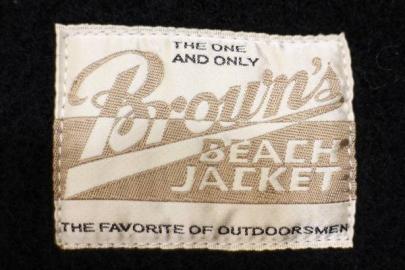 THE ONE
AND ONLY
Brown's
BEACH
JACKET
THE FAVORITE OF OUTDOORSMEN